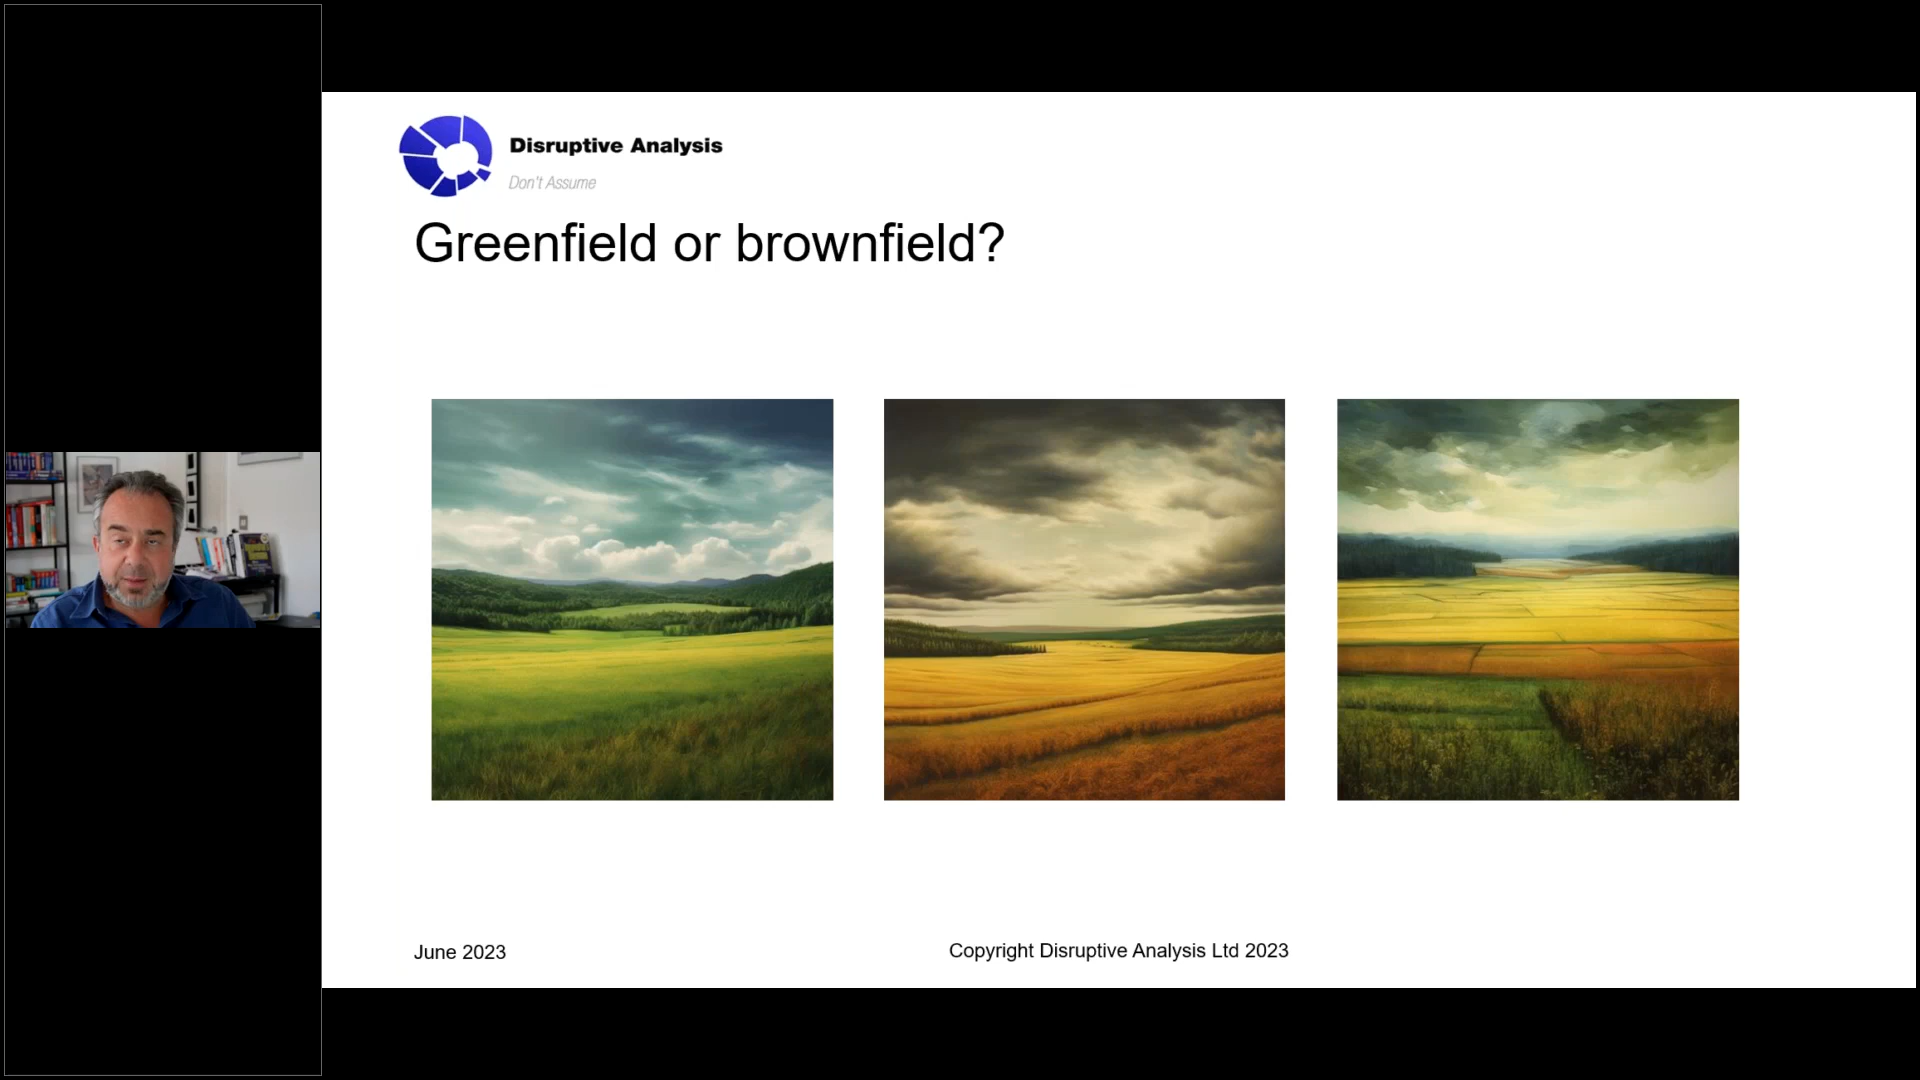 Disruptive Analysis
Don't Assume
Greenfield or brownfield?
June 2023
Copyright Disruptive Analysis Ltd 2023